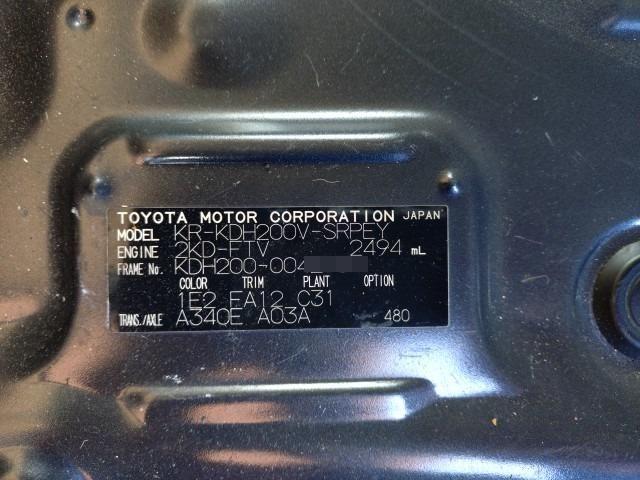 TOYOTA MOTOR CORPORATION JAPAN
MODEL KR-KDH200V-SRPEY
ENGINE 2KD-FTV 2494 mL
FRAME No. KDH200-004
COLOR TRIM PLANT OPTION
1E2 FA12 C31
TRANS./AXLE A340E A03A 480